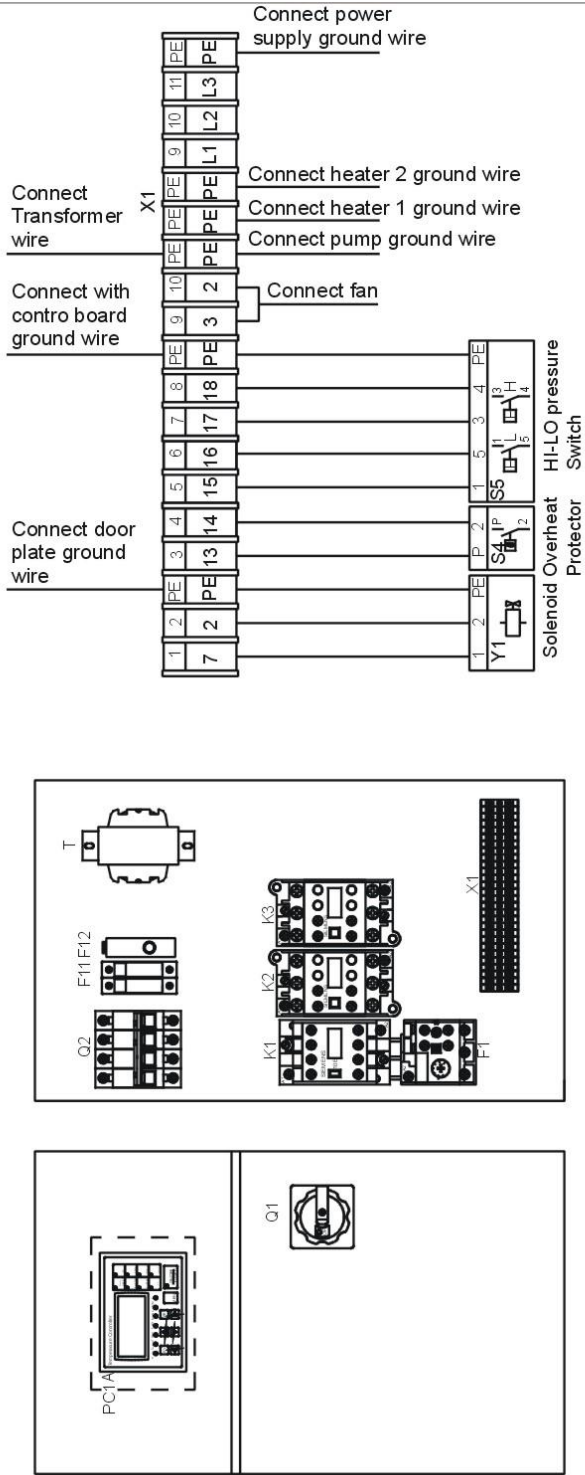 Connect power
supply ground wire
PE PE
11 L3
10 L2
9 L1
PE PE
PE PE
PE PE
10 2
9 3
PE PE
8 18
7 17
6 16
5 15
4 14
3 13
PE PE
2 2
1 7
X1
Connect heater 2 ground wire
Connect heater 1 ground wire
Connect pump ground wire
Connect fan
Connect
Transformer
wire
Connect with
contro board
ground wire
Connect door
plate ground
wire
PE
4
3
5
1
S5
3
H
4
1
L
5
HI-LO pressure
Switch
2
P
S4
P
2
Overheat
Protector
PE
2
1
Y1
Solenoid
T
F11 F12
Q2
K3
K2
K1
F1
X1
SIEMENS
PC1A
Q1